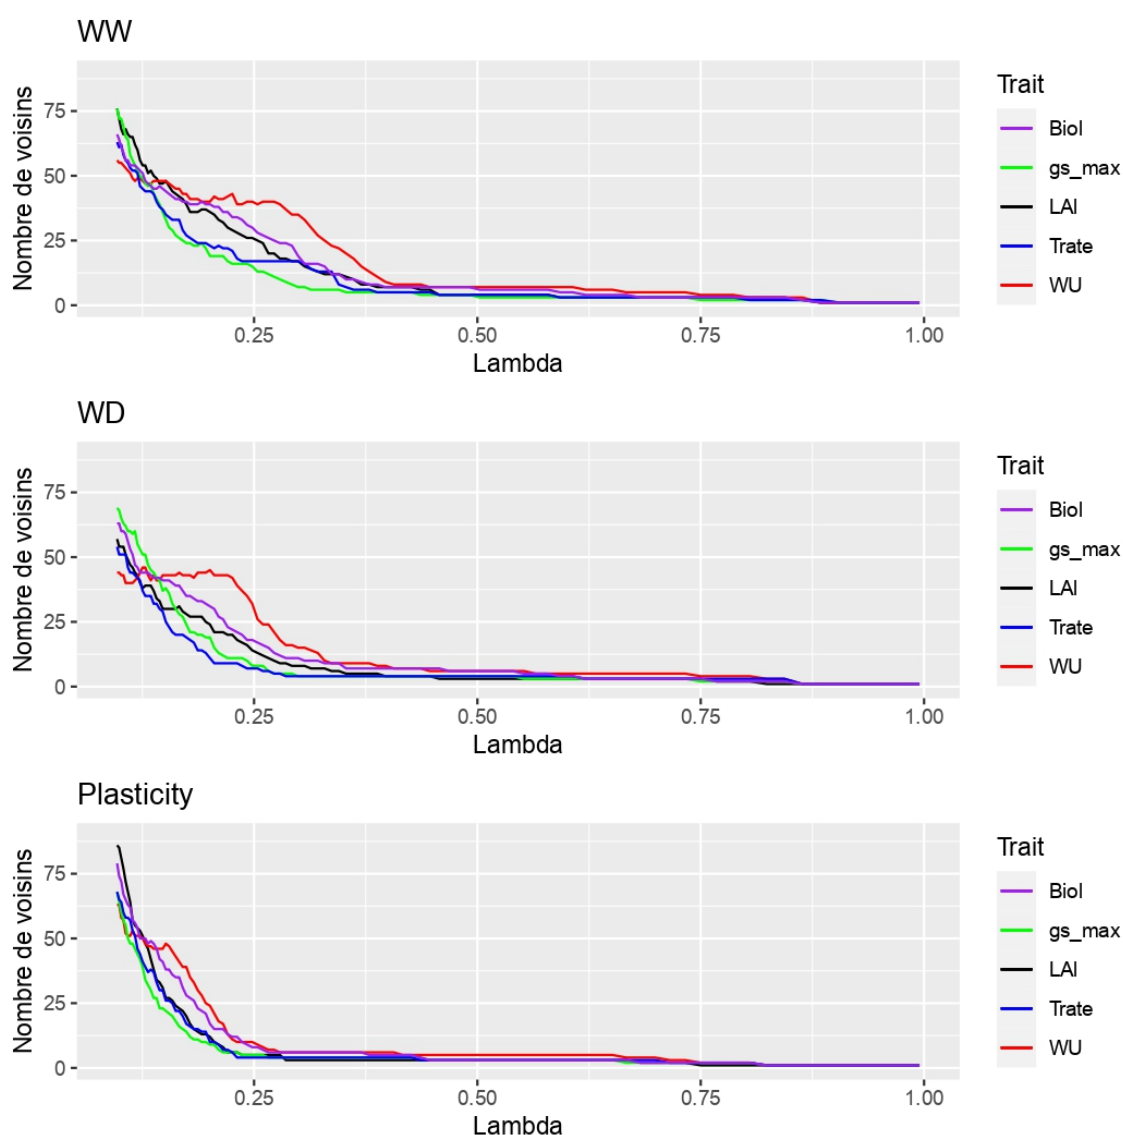 WW
Nombre de voisins
75
50
25
0
0.25 0.50 0.75 1.00
Lambda
Trait
Biol
gs_max
LAI
Trate
WU
WD
Nombre de voisins
75
50
25
0
0.25 0.50 0.75 1.00
Lambda
Trait
Biol
gs_max
LAI
Trate
WU
Plasticity
Nombre de voisins
75
50
25
0
0.25 0.50 0.75 1.00
Lambda
Trait
Biol
gs_max
LAI
Trate
WU